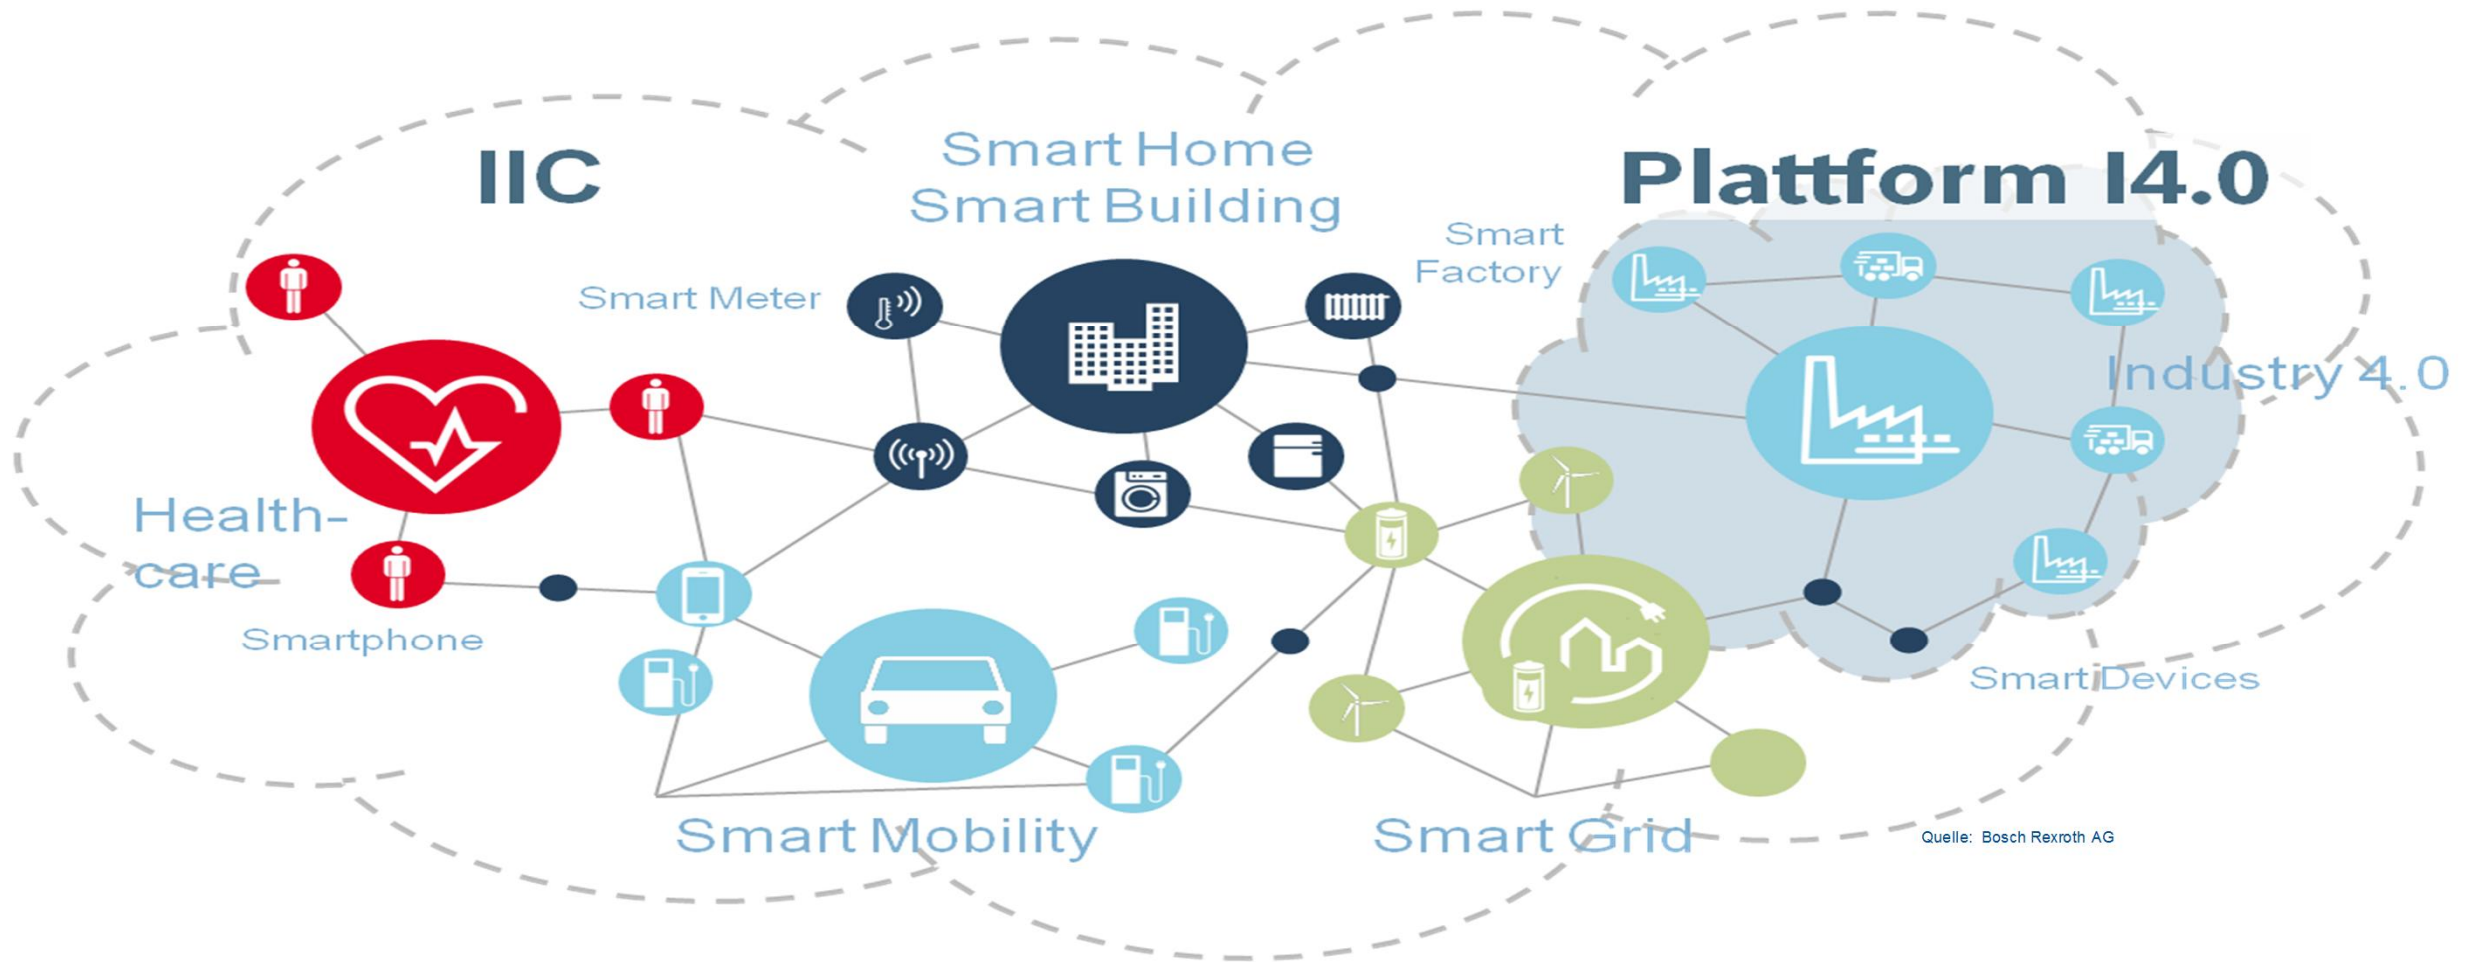 IIC
Smart Home
Smart Building
Plattform I4.0
Smart
Factory
Smart Meter
Industry 4.0
Health-
care
Smartphone
Smart Devices
Smart Mobility
Smart Grid
Quelle: Bosch Rexroth AG